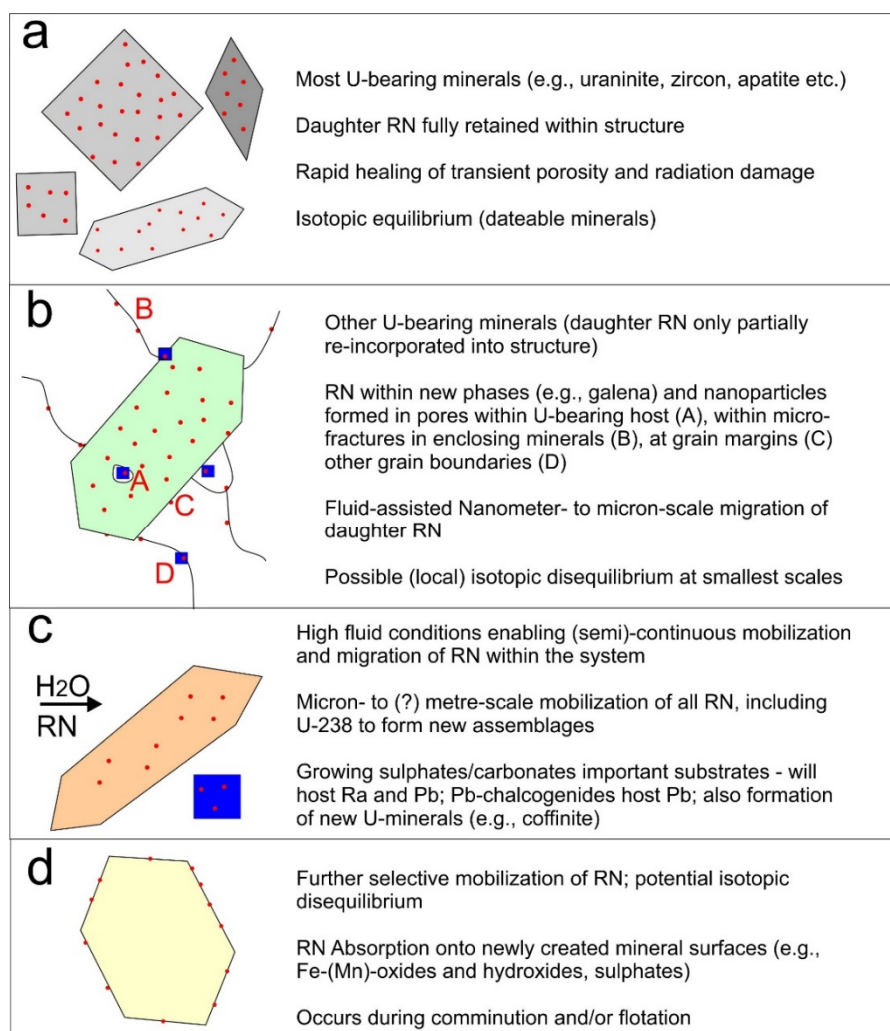 a
Most U-bearing minerals (e.g., uraninite, zircon, apatite etc.)
Daughter RN fully retained within structure
Rapid healing of transient porosity and radiation damage
Isotopic equilibrium (dateable minerals)
b
B
A
C
D
Other U-bearing minerals (daughter RN only partially
re-incorporated into structure)
RN within new phases (e.g., galena) and nanoparticles
formed in pores within U-bearing host (A), within micro-
fractures in enclosing minerals (B), at grain margins (C)
other grain boundaries (D)
Fluid-assisted Nanometer- to micron-scale migration of
daughter RN
Possible (local) isotopic disequilibrium at smallest scales
c
H2O
RN
High fluid conditions enabling (semi)-continuous mobilization
and migration of RN within the system
Micron- to (?) metre-scale mobilization of all RN, including
U-238 to form new assemblages
Growing sulphates/carbonates important substrates - will
host Ra and Pb; Pb-chalcogenides host Pb; also formation
of new U-minerals (e.g., coffinite)
d
Further selective mobilization of RN; potential isotopic
disequilibrium
RN Absorption onto newly created mineral surfaces (e.g.,
Fe-(Mn)-oxides and hydroxides, sulphates)
Occurs during comminution and/or flotation